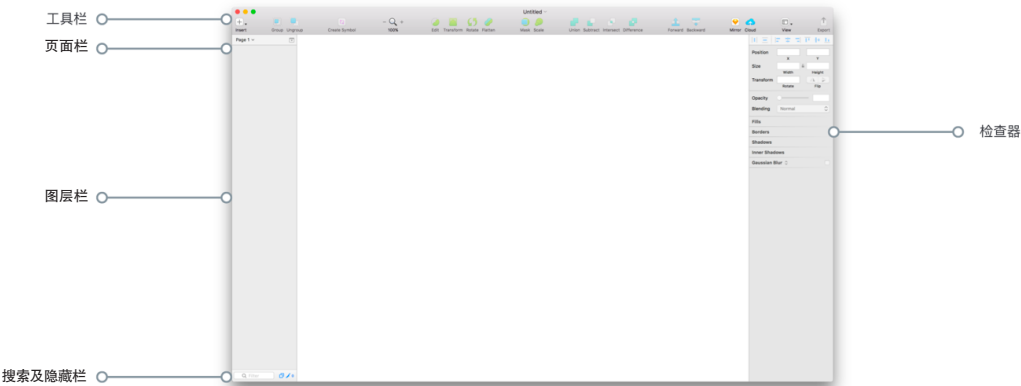 Untitled
工具栏
Insert
Group Ungroup
Create Symbol
100%
Edit Transform Rotate Flatten
Mask Scale
Union Subtract Intersect Difference
Forward Backward
Mirror Cloud
View
Export
页面栏
Page 1
Position
X Y
Size
Width Height
Transform
Rotate Flip
Opacity
Blending Normal
Fills
检查器
Borders
Shadows
Inner Shadows
Gaussian Blur
图层栏
搜索及隐藏栏
Filter